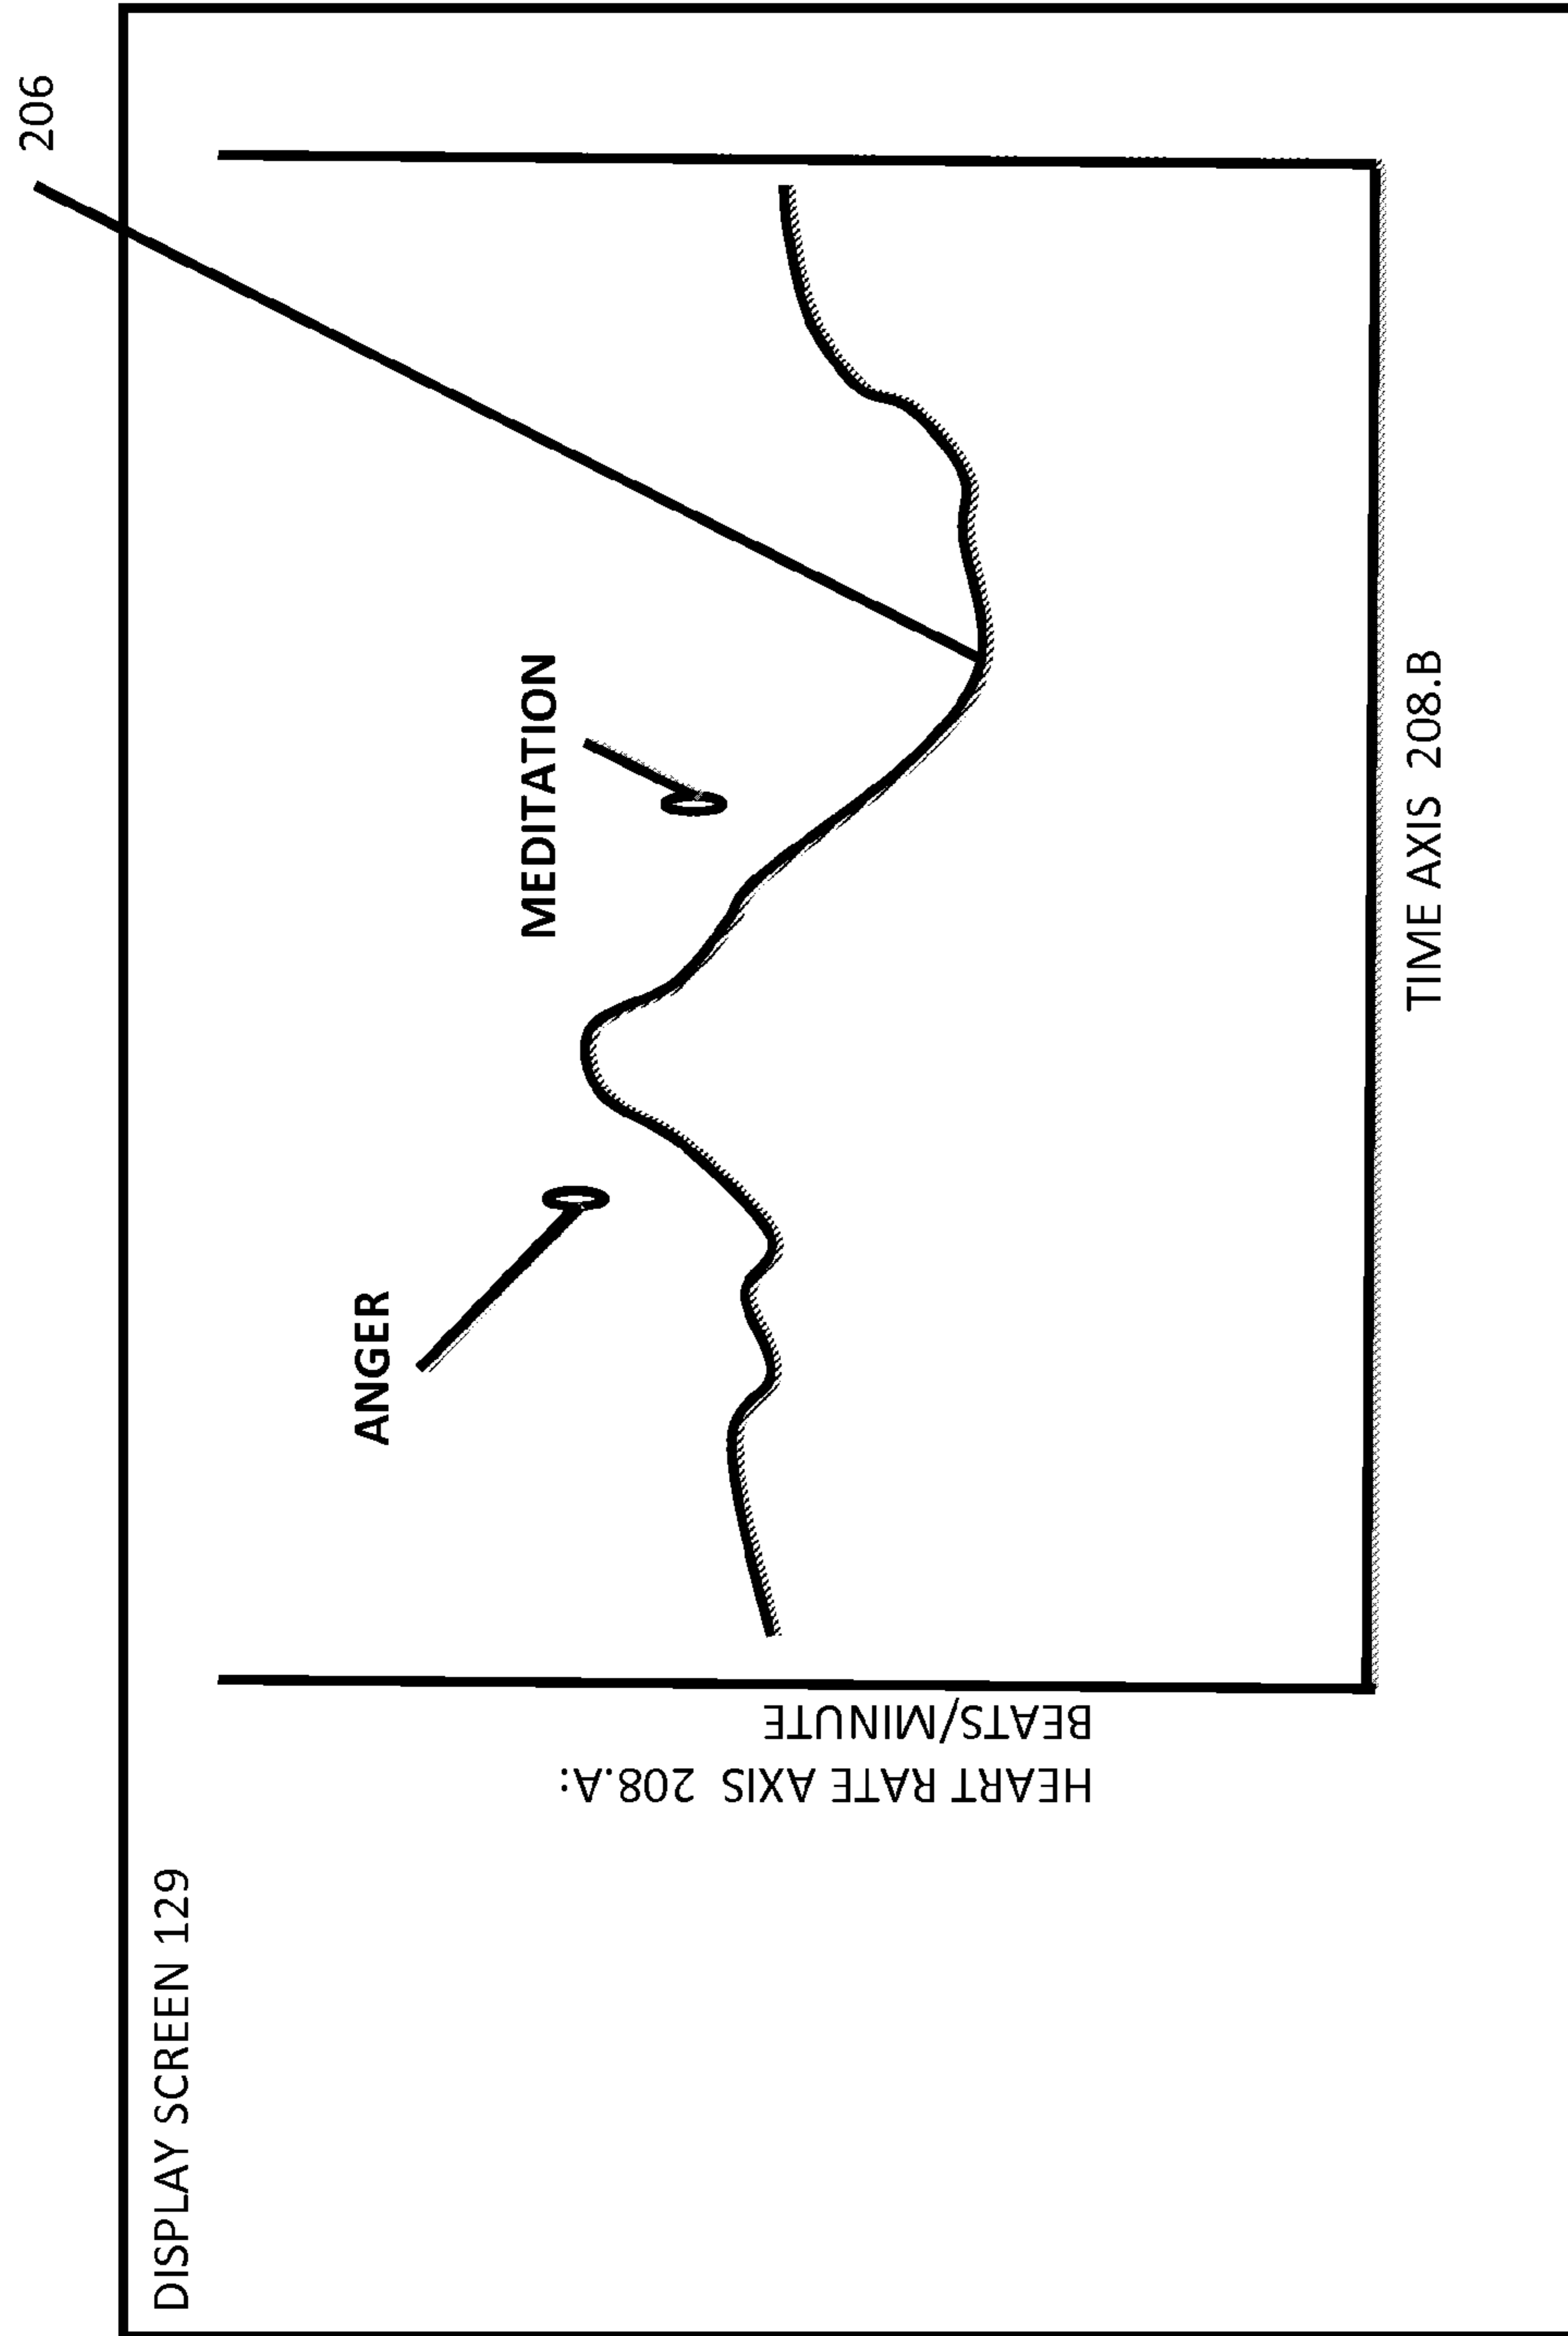 206
DISPLAY SCREEN 129
ANGER
MEDITATION
HEART RATE AXIS 208.A:
BEATS/MINUTE
TIME AXIS 208.B